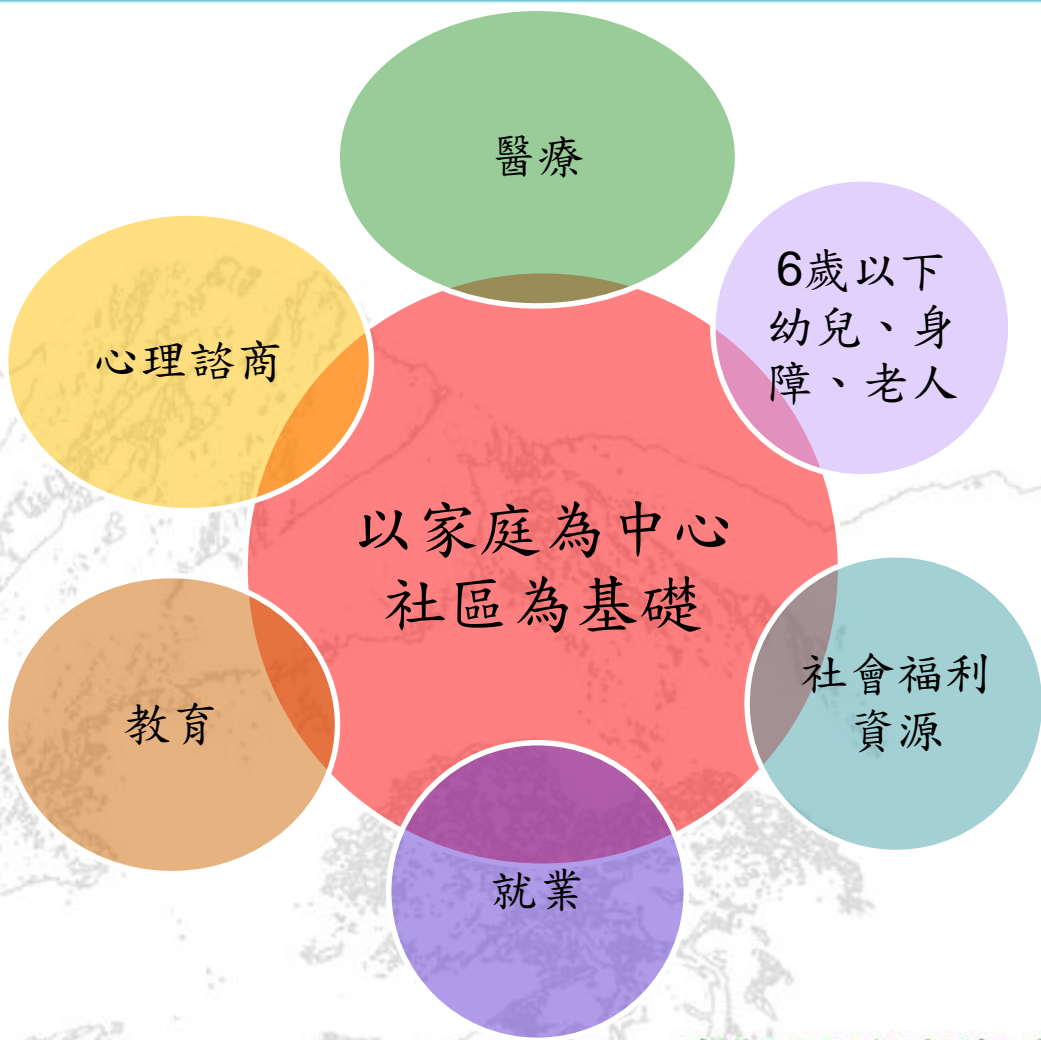 醫療
6歲以下
幼兒、身
障、老人
心理諮商
以家庭為中心
社區為基礎
社會福利
資源
教育
就業